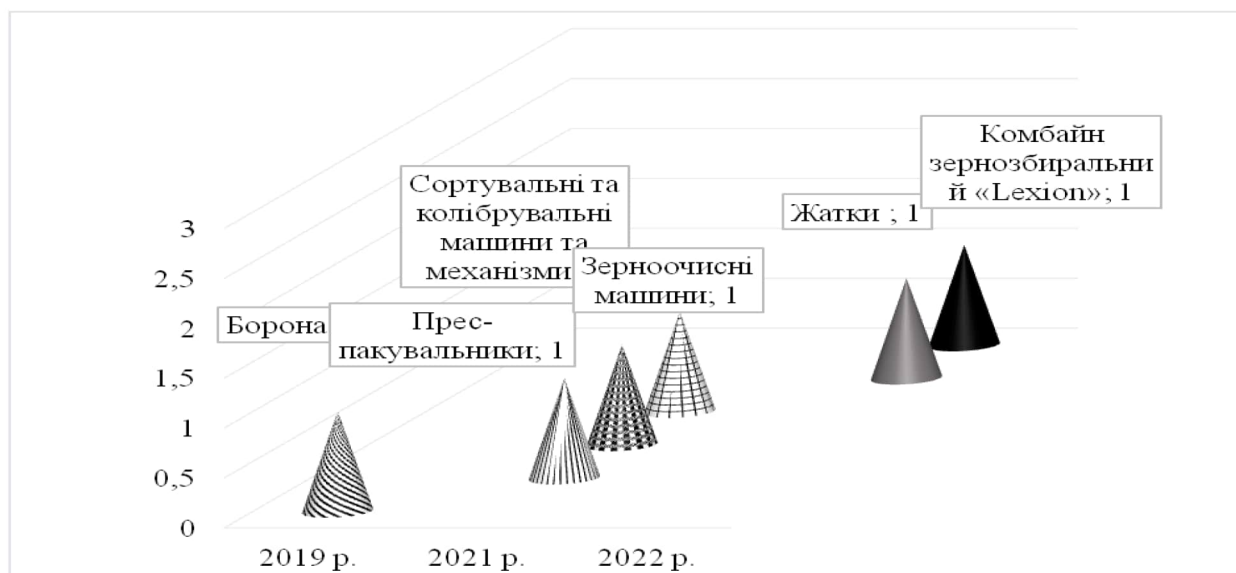 Комбайн
зернозбиральни
й «Lexion»; 1
Сортувальні та
колібрувальні
машини та
механізми
Жатки ; 1
Зерноочисні
машини; 1
Борона
Прес-
пакувальники; 1
3
2,5
2
1,5
1
0,5
0
2019 р.
2021 р.
2022 р.